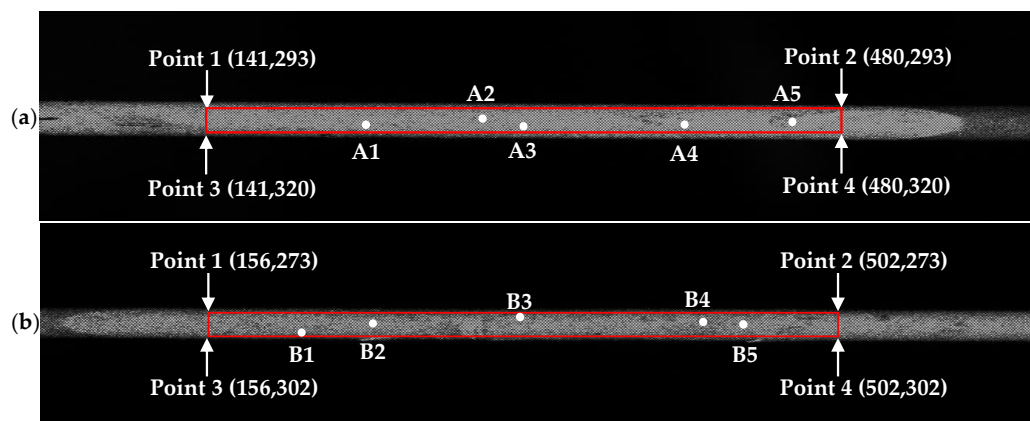 Point 1 (141,293)
Point 2 (480,293)
A2
A5
(a)
A1
A3
A4
Point 3 (141,320)
Point 4 (480,320)
Point 1 (156,273)
Point 2 (502,273)
B3
B4
(b)
B1
B2
B5
Point 3 (156,302)
Point 4 (502,302)